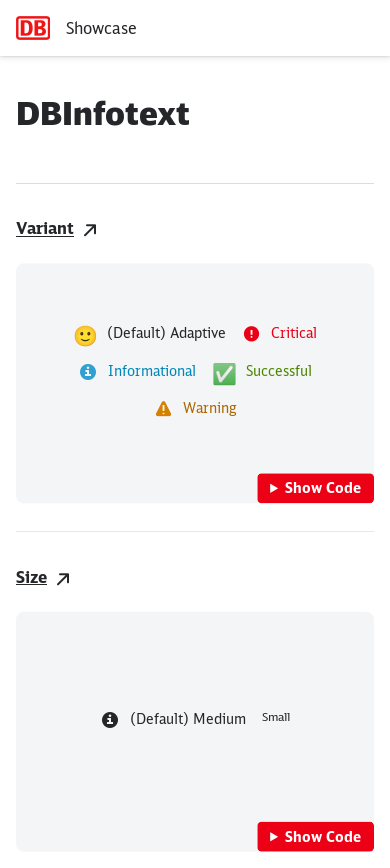 DB Showcase
DBInfotext
Variant
(Default) Adaptive Critical
Informational Successful
Warning
Show Code
Size
(Default) Medium Small
Show Code